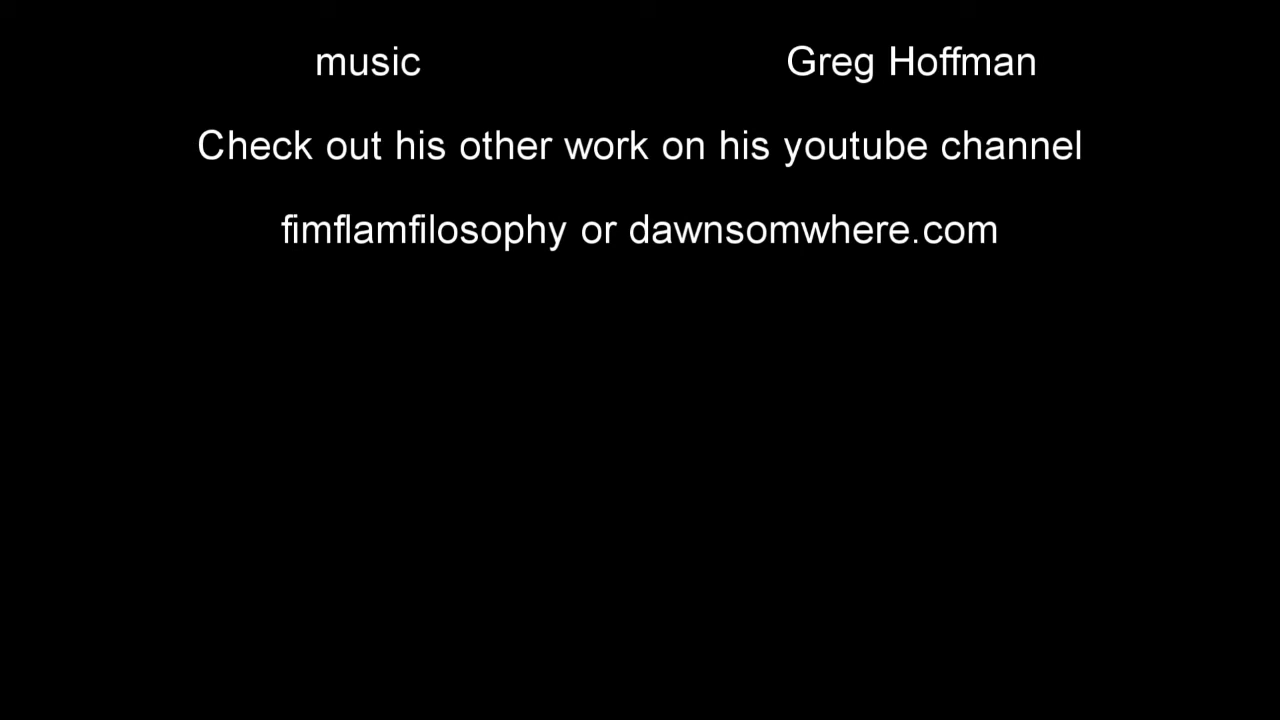 music Greg Hoffman
Check out his other work on his youtube channel
fimflamfilosophy or dawnsomwhere.com